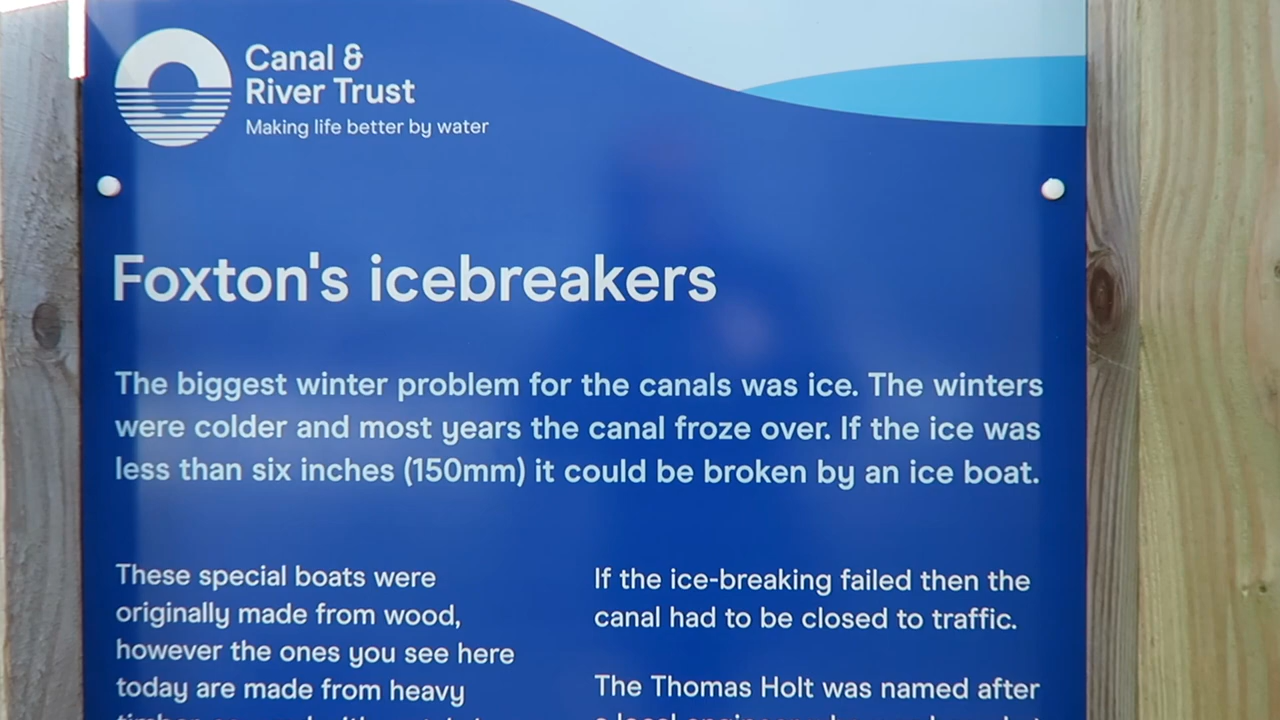 Canal &
River Trust
Making life better by water
Foxton's icebreakers
The biggest winter problem for the canals was ice. The winters
were colder and most years the canal froze over. If the ice was
less than six inches (150mm) it could be broken by an ice boat.
These special boats were
originally made from wood,
however the ones you see here
today are made from heavy
If the ice-breaking failed then the
canal had to be closed to traffic.
The Thomas Holt was named after